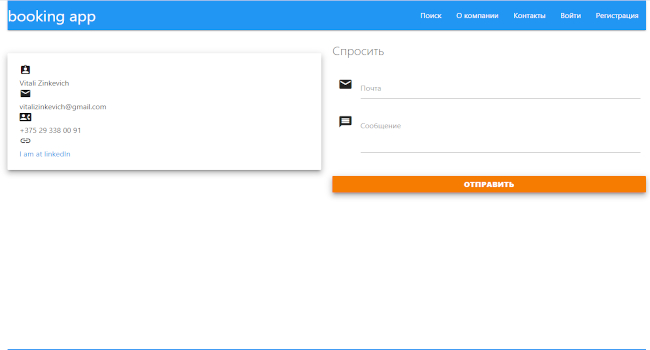 booking app
Поиск О компании Контакты Войти Регистрация
Vitali Zinkevich
vitalizinkevich@gmail.com
+375 29 338 00 91
I am at linkedin
Спросить
Почта
Сообщение
ОТПРАВИТЬ